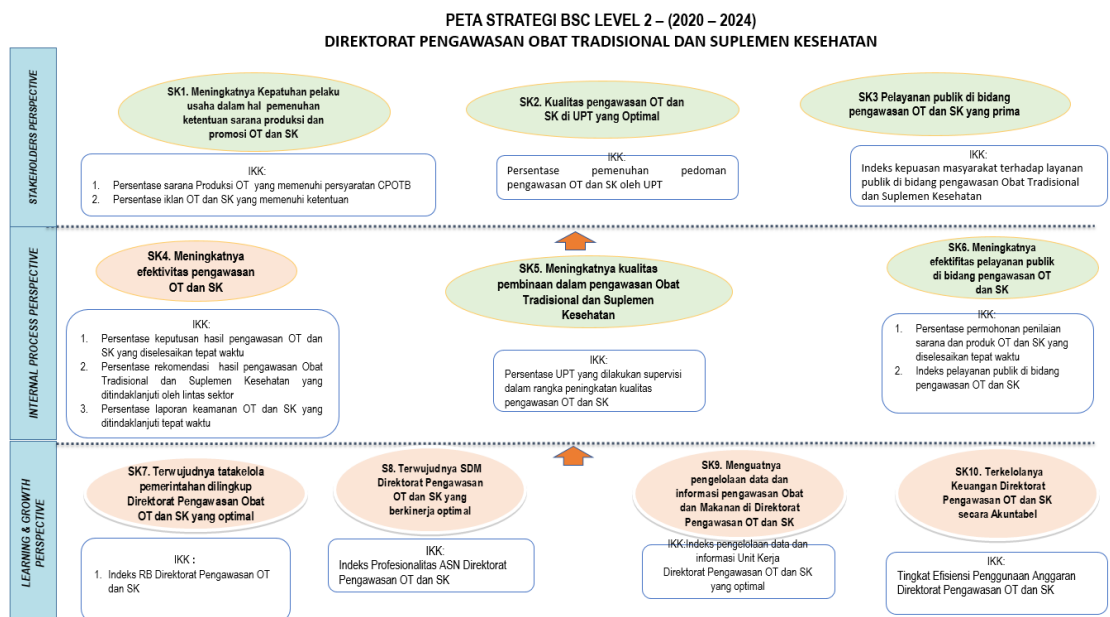 PETA STRATEGI BSC LEVEL 2 – (2020 – 2024)
DIREKTORAT PENGAWASAN OBAT TRADISIONAL DAN SUPLEMEN KESEHATAN
STAKEHOLDERS PERSPECTIVE
SK1. Meningkatnya Kepatuhan pelaku
usaha dalam hal pemenuhan
ketentuan sarana produksi dan
promosi OT dan SK
IKK:
1. Persentase sarana Produksi OT yang memenuhi persyaratan CPOTB
2. Persentase iklan OT dan SK yang memenuhi ketentuan
SK2. Kualitas pengawasan OT dan
SK di UPT yang Optimal
IKK:
Persentase pemenuhan pedoman
pengawasan OT dan SK oleh UPT
SK3 Pelayanan publik di bidang
pengawasan OT dan SK yang prima
IKK:
Indeks kepuasan masyarakat terhadap layanan
publik di bidang pengawasan Obat Tradisional
dan Suplemen Kesehatan
INTERNAL PROCESS PERSPECTIVE
SK4. Meningkatnya
efektivitas pengawasan
OT dan SK
IKK:
1. Persentase keputusan hasil pengawasan OT dan
SK yang diselesaikan tepat waktu
2. Persentase rekomendasi hasil pengawasan Obat
Tradisional dan Suplemen Kesehatan yang
ditindaklanjuti oleh lintas sektor
3. Persentase laporan keamanan OT dan SK yang
ditindaklanjuti tepat waktu
SK5. Meningkatnya kualitas
pembinaan dalam pengawasan Obat
Tradisional dan Suplemen
Kesehatan
IKK:
Persentase UPT yang dilakukan supervisi
dalam rangka peningkatan kualitas
pengawasan OT dan SK
SK6. Meningkatnya
efektifitas pelayanan publik
di bidang pengawasan OT
dan SK
IKK:
1. Persentase permohonan penilaian
sarana dan produk OT dan SK yang
diselesaikan tepat waktu
2. Indeks pelayanan publik di bidang
pengawasan OT dan SK
LEARNING & GROWTH
PERSPECTIVE
SK7. Terwujudnya tatakelola
pemerintahan dilingkup
Direktorat Pengawasan Obat
OT dan SK yang optimal
IKK :
1. Indeks RB Direktorat Pengawasan OT
dan SK
S8. Terwujudnya SDM
Direktorat Pengawasan
OT dan SK yang
berkinerja optimal
IKK:
Indeks Profesionalitas ASN Direktorat
Pengawasan OT dan SK
SK9. Menguatnya
pengelolaan data dan
informasi pengawasan Obat
dan Makanan di Direktorat
Pengawasan OT dan SK
IKK:Indeks pengelolaan data dan
informasi Unit Kerja
Direktorat Pengawasan OT dan SK
yang optimal
SK10. Terkelolanya
Keuangan Direktorat
Pengawasan OT dan SK
secara Akuntabel
IKK:
Tingkat Efisiensi Penggunaan Anggaran
Direktorat Pengawasan OT dan SK